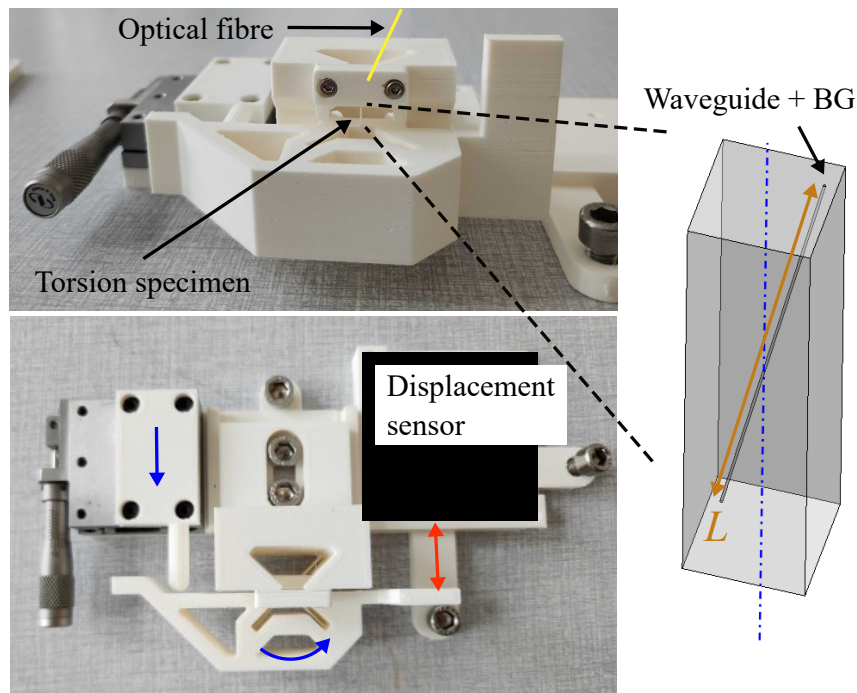 Optical fibre
Waveguide + BG
Torsion specimen
Displacement
sensor
L